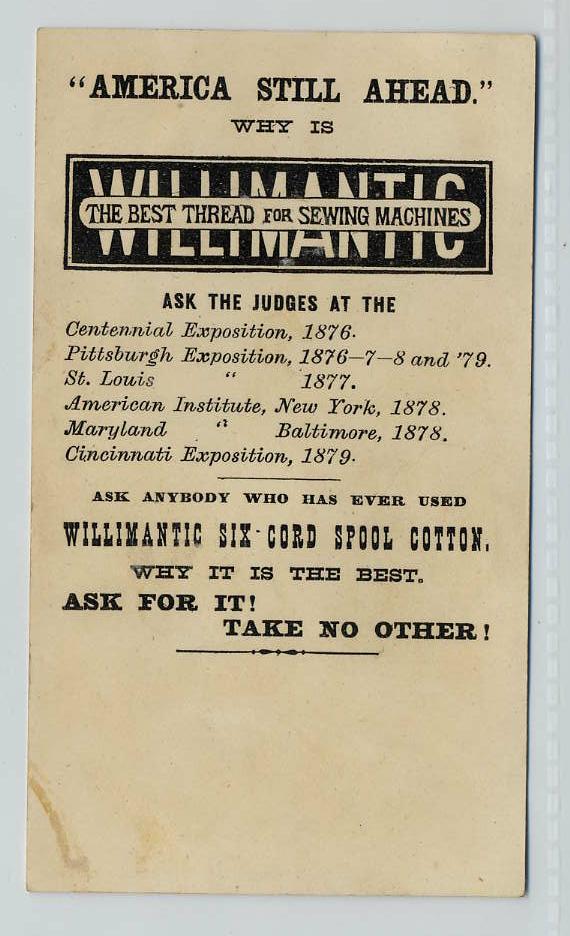 "AMERICA STILL AHEAD."
WHY IS
WILLIMANTIC
THE BEST THREAD FOR SEWING MACHINES
ASK THE JUDGES AT THE
Centennial Exposition, 1876.
Pittsburgh Exposition, 1876–7–8 and '79.
St. Louis " 1877.
American Institute, New York, 1878.
Maryland " Baltimore, 1878.
Cincinnati Exposition, 1879.
ASK ANYBODY WHO HAS EVER USED
WILLIMANTIC SIX-CORD SPOOL COTTON,
WHY IT IS THE BEST.
ASK FOR IT!
TAKE NO OTHER!